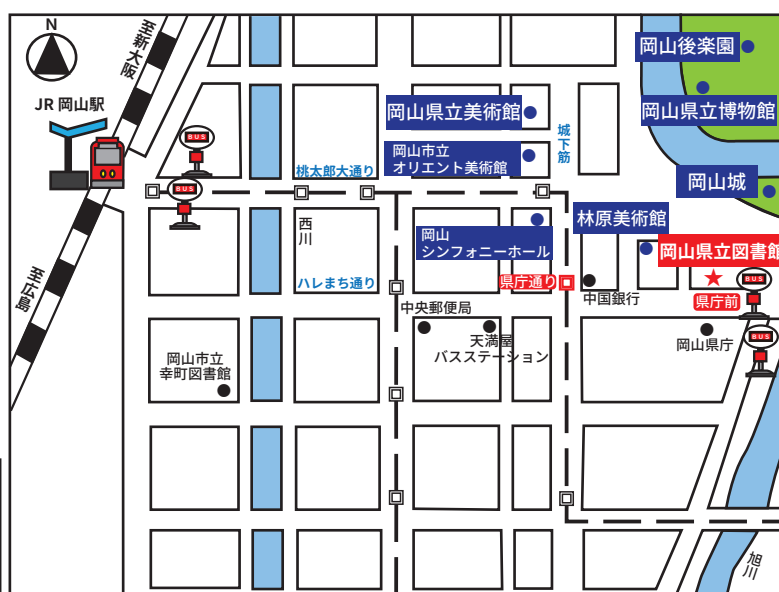 N
至新大阪
JR 岡山駅
BUS
BUS
至広島
桃太郎大通り
西川
ハレまち通り
岡山市立
幸町図書館
岡山県立美術館
岡山市立
オリエント美術館
城下筋
岡山
シンフォニーホール
県庁通り
中央郵便局
天満屋
バスステーション
岡山後楽園
岡山県立博物館
岡山城
林原美術館
岡山県立図書館
県庁前
中国銀行
BUS
BUS
岡山県庁
旭川